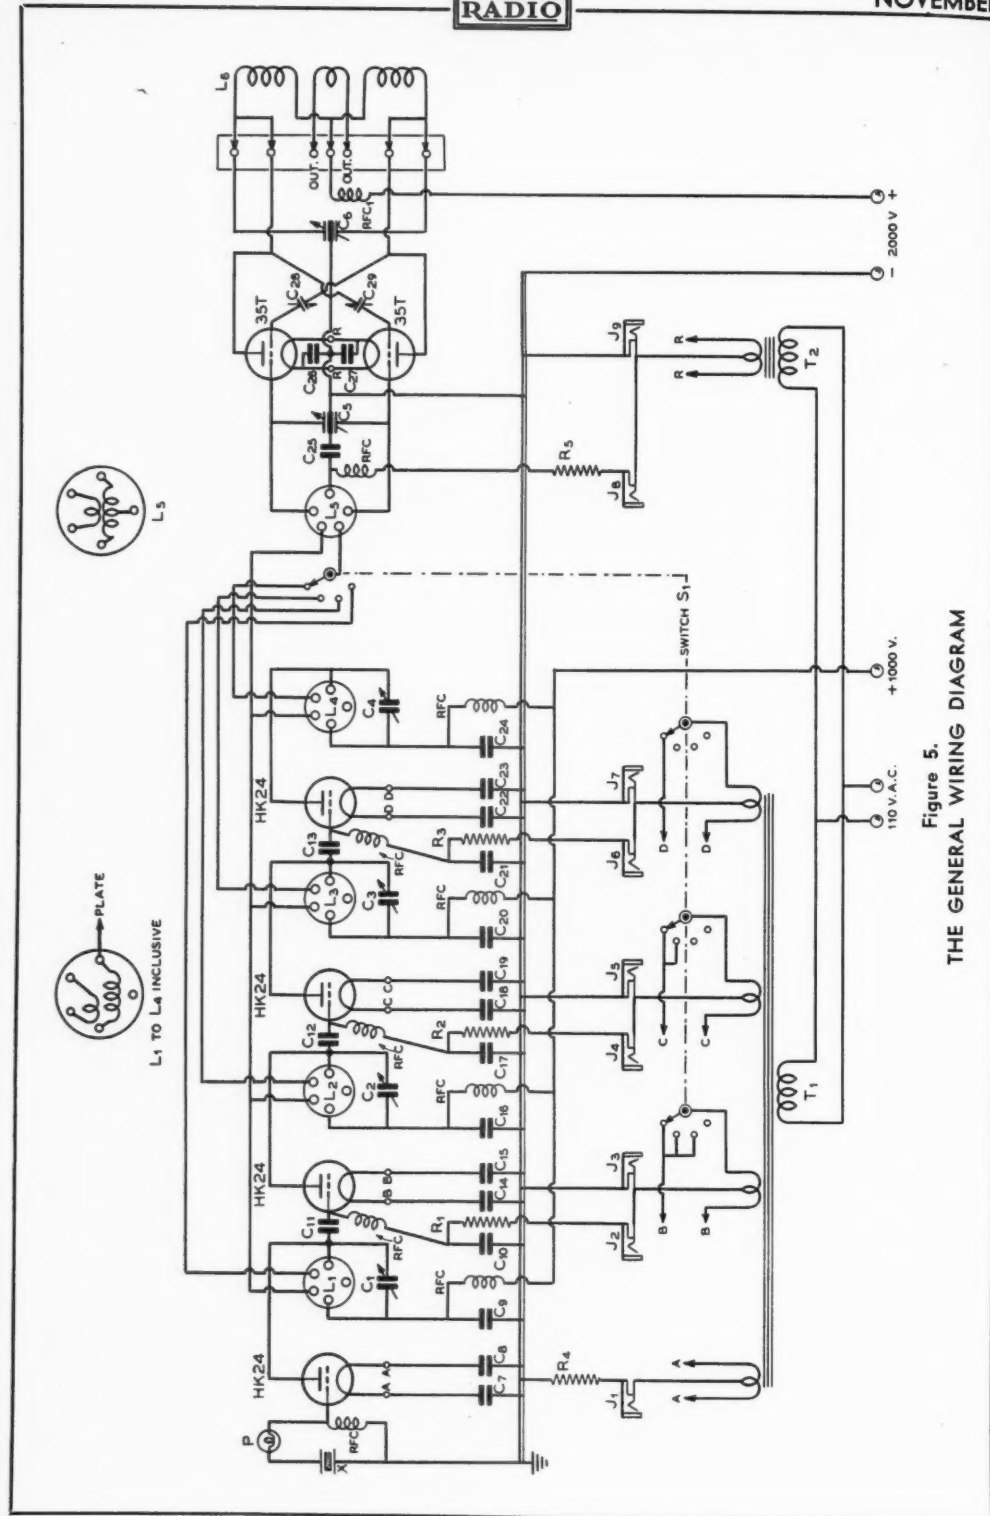 RADIO
NOVEMBER
L5
PLATE
L1 TO L4 INCLUSIVE
L6
OUT.
OUT.
RFC1
C6
C28
C29
35T
35T
R
R
C26
C27
C5
C25
RFC
L5
R5
J8
J9
R
R
T2
- 2000 V +
SWITCH S1
HK24
L4
C4
RFC
C24
C23
C22
D D
C13
RFC
R3
C21
J6
J7
D
D
+1000 V.
HK24
L3
C3
RFC
C20
C19
C18
C C
C12
RFC
R2
C17
J4
J5
C
C
HK24
L2
C2
RFC
C16
C15
C14
B B
C11
RFC
R1
C10
J2
J3
B
B
HK24
L1
C1
RFC
C9
C8
C7
A A
P
X
RFC
R4
J1
A
A
T1
110 V. A.C.
Figure 5.
THE GENERAL WIRING DIAGRAM